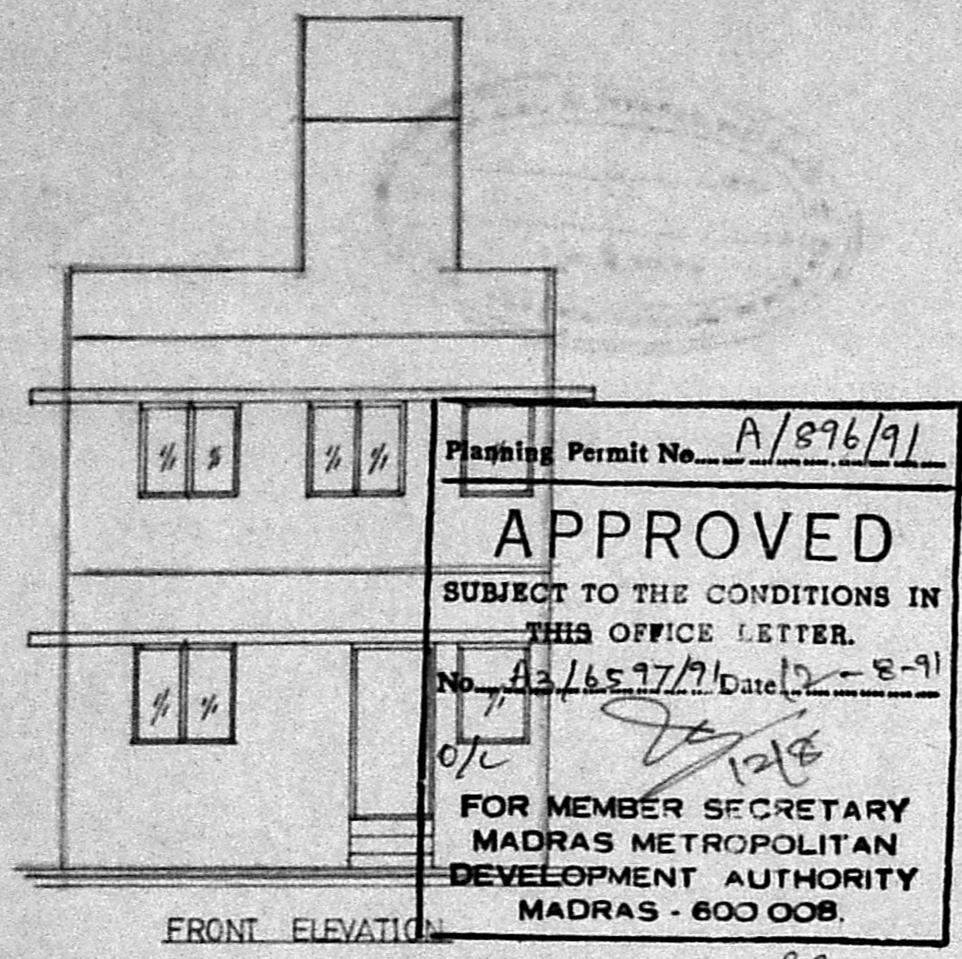 Planning Permit No. A/896/91
APPROVED
SUBJECT TO THE CONDITIONS IN
THIS OFFICE LETTER.
No. A3/6597/91 Date 12-8-91
12/8
FOR MEMBER SECRETARY
MADRAS METROPOLITAN
DEVELOPMENT AUTHORITY
MADRAS - 600 008.
FRONT ELEVATION